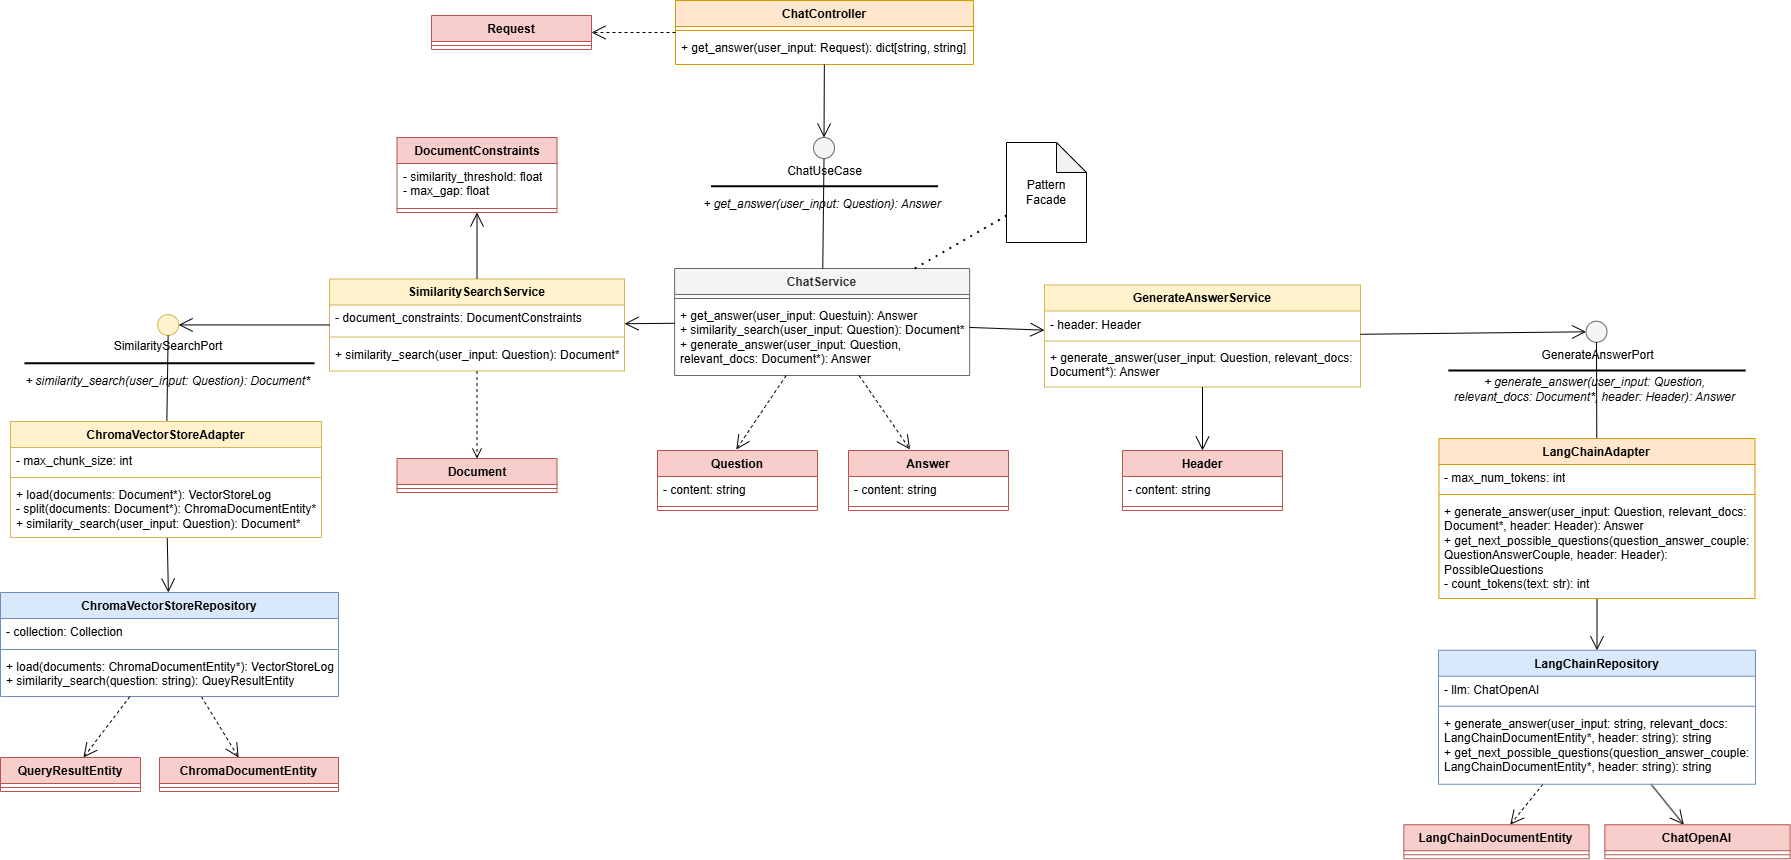 ChatController
+ get_answer(user_input: Request): dict[string, string]
Request
ChatUseCase
+ get_answer(user_input: Question): Answer
Pattern
Facade
DocumentConstraints
- similarity_threshold: float
- max_gap: float
SimilaritySearchService
- document_constraints: DocumentConstraints
+ similarity_search(user_input: Question): Document*
ChatService
+ get_answer(user_input: Questuin): Answer
+ similarity_search(user_input: Question): Document*
+ generate_answer(user_input: Question,
relevant_docs: Document*): Answer
GenerateAnswerService
- header: Header
+ generate_answer(user_input: Question, relevant_docs:
Document*): Answer
SimilaritySearchPort
+ similarity_search(user_input: Question): Document*
GenerateAnswerPort
+ generate_answer(user_input: Question,
relevant_docs: Document*, header: Header): Answer
ChromaVectorStoreAdapter
- max_chunk_size: int
+ load(documents: Document*): VectorStoreLog
- split(documents: Document*): ChromaDocumentEntity*
+ similarity_search(user_input: Question): Document*
Document
Question
- content: string
Answer
- content: string
Header
- content: string
LangChainAdapter
- max_num_tokens: int
+ generate_answer(user_input: Question, relevant_docs:
Document*, header: Header): Answer
+ get_next_possible_questions(question_answer_couple:
QuestionAnswerCouple, header: Header):
PossibleQuestions
- count_tokens(text: str): int
ChromaVectorStoreRepository
- collection: Collection
+ load(documents: ChromaDocumentEntity*): VectorStoreLog
+ similarity_search(question: string): QueyResultEntity
LangChainRepository
- llm: ChatOpenAI
+ generate_answer(user_input: string, relevant_docs:
LangChainDocumentEntity*, header: string): string
+ get_next_possible_questions(question_answer_couple:
LangChainDocumentEntity*, header: string): string
QueryResultEntity
ChromaDocumentEntity
LangChainDocumentEntity
ChatOpenAI